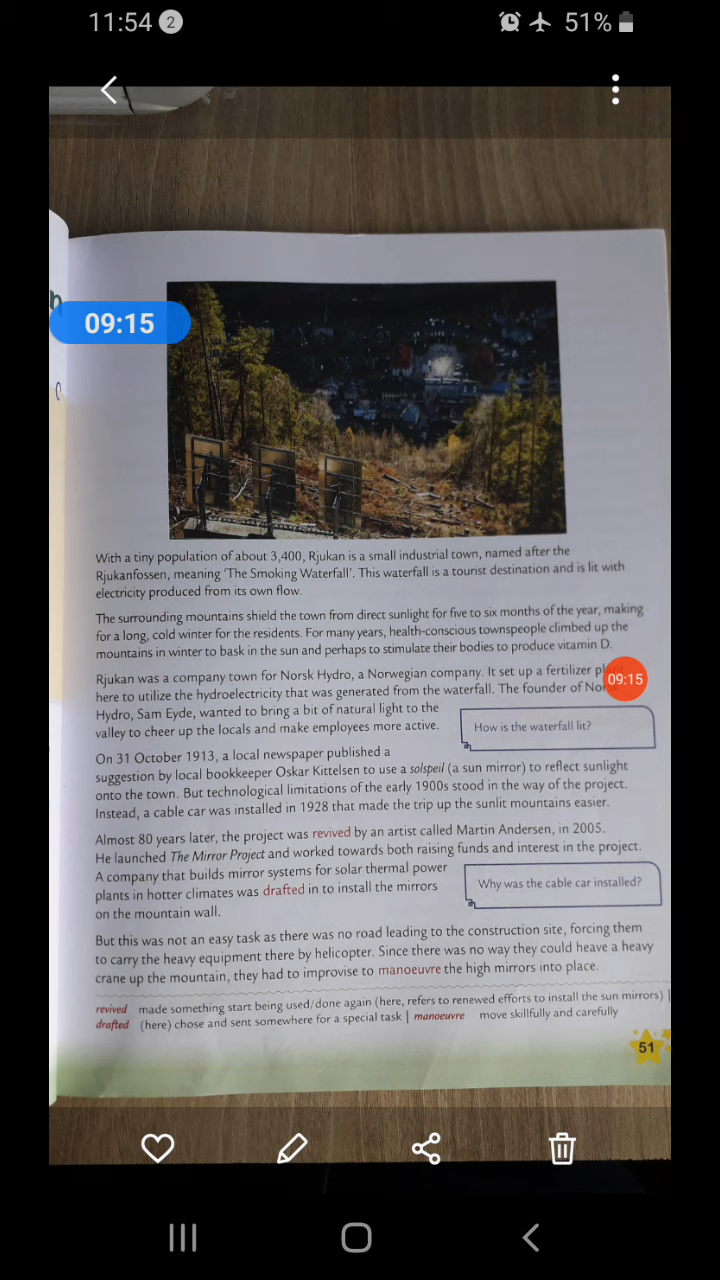 11:54 2
51%
09:15
With a tiny population of about 3,400, Rjukan is a small industrial town, named after the
Rjukanfossen, meaning 'The Smoking Waterfall'. This waterfall is a tourist destination and is lit with
electricity produced from its own flow.
The surrounding mountains shield the town from direct sunlight for five to six months of the year, making
for a long, cold winter for the residents. For many years, health-conscious townspeople climbed up the
mountains in winter to bask in the sun and perhaps to stimulate their bodies to produce vitamin D.
Rjukan was a company town for Norsk Hydro, a Norwegian company. It set up a fertilizer
here to utilize the hydroelectricity that was generated from the waterfall. The founder of
09:15
Hydro, Sam Eyde, wanted to bring a bit of natural light to the
valley to cheer up the locals and make employees more active.
How is the waterfall lit?
On 31 October 1913, a local newspaper published a
suggestion by local bookkeeper Oskar Kittelsen to use a solspeil (a sun mirror) to reflect sunlight
onto the town. But technological limitations of the early 1900s stood in the way of the project.
Instead, a cable car was installed in 1928 that made the trip up the sunlit mountains easier.
Almost 80 years later, the project was revived by an artist called Martin Andersen, in 2005.
He launched The Mirror Project and worked towards both raising funds and interest in the project.
A company that builds mirror systems for solar thermal power
plants in hotter climates was drafted in to install the mirrors
on the mountain wall.
Why was the cable car installed?
But this was not an easy task as there was no road leading to the construction site, forcing them
to carry the heavy equipment there by helicopter. Since there was no way they could heave a heavy
crane up the mountain, they had to improvise to manoeuvre the high mirrors into place.
revived made something start being used/done again (here, refers to renewed efforts to install the sun mirrors) |
drafted (here) chose and sent somewhere for a special task | manoeuvre move skillfully and carefully
51